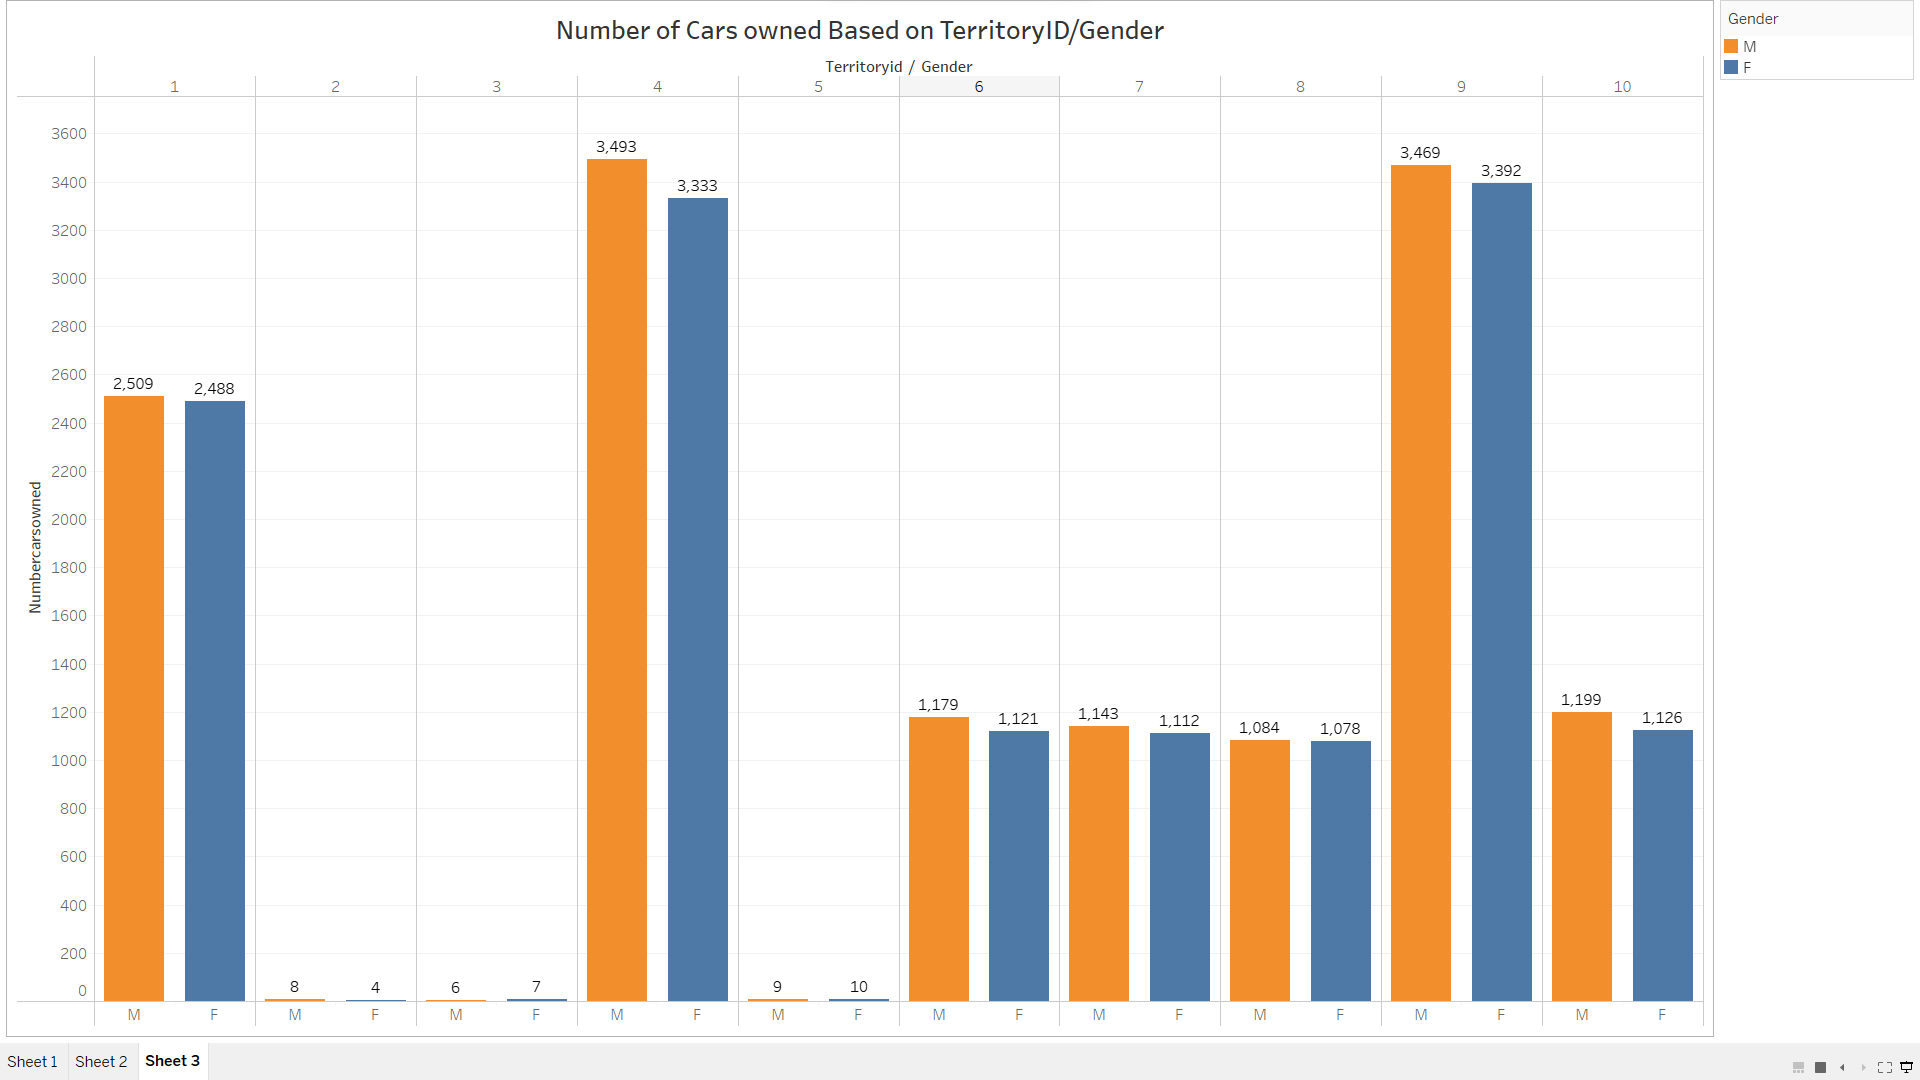 Number of Cars owned Based on TerritoryID/Gender
Territoryid / Gender
1 2 3 4 5 6 7 8 9 10
Numbercarsowned
3600
3400
3200
3000
2800
2600
2400
2200
2000
1800
1600
1400
1200
1000
800
600
400
200
0
2,509 2,488 8 4 6 7 3,493 3,333 9 10 1,179 1,121 1,143 1,112 1,084 1,078 3,469 3,392 1,199 1,126
M F M F M F M F M F M F M F M F M F M F
Gender
M
F
Sheet 1 Sheet 2 Sheet 3